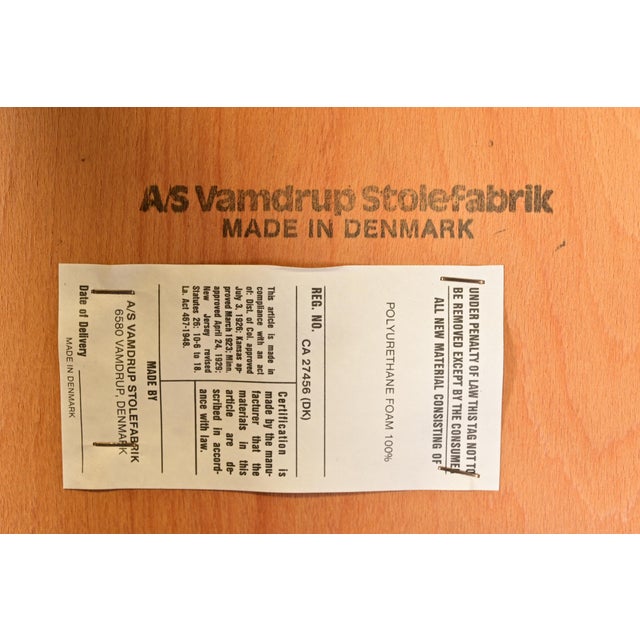 A/S Vamdrup Stolefabrik
MADE IN DENMARK
UNDER PENALTY OF LAW THIS TAG NOT TO
BE REMOVED EXCEPT BY THE CONSUMER
ALL NEW MATERIAL CONSISTING OF
POLYURETHANE FOAM 100%
REG. NO.
CA 27456 (DK)
This article is made in
compliance with an act
of: Dist. of Col. approved
July 3, 1926; Kansas ap-
proved March 1923; Minn.
approved April 24, 1929;
New Jersey revised
Statutes 26: 10-6 to 18.
La. Act 467-1948.
Certification is
made by the manu-
facturer that the
materials in this
article are de-
scribed in accord-
ance with law.
MADE BY
A/S VAMDRUP STOLEFABRIK
6580 VAMDRUP, DENMARK
Date of Delivery
MADE IN DENMARK